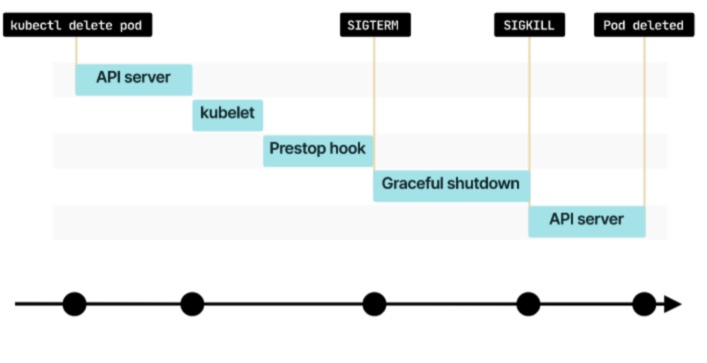 kubectl delete pod
SIGTERM
SIGKILL
Pod deleted
API server
kubelet
Prestop hook
Graceful shutdown
API server